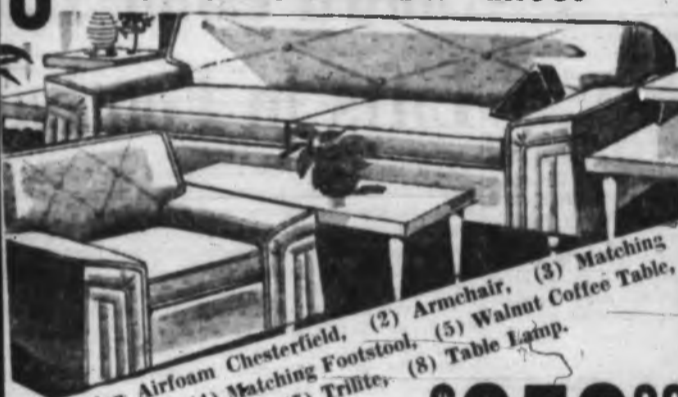 Airfoam Chesterfield, (2) Armchair, (3) Matching
Matching Footstool, (5) Walnut Coffee Table,
Trilite, (8) Table Lamp.